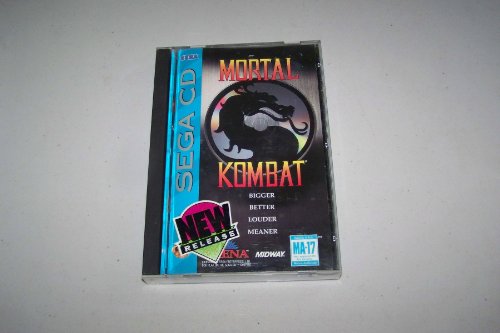 SEGA
SEGA CD
MORTAL
KOMBAT
BIGGER
BETTER
LOUDER
MEANER
NEW
RELEASE
MIDWAY
MA-17